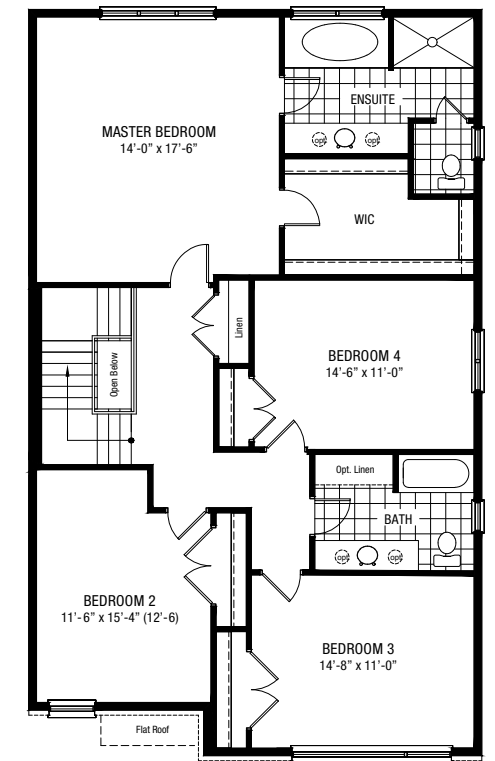 MASTER BEDROOM
14'-0" x 17'-6"
ENSUITE
opt
opt
WIC
Linen
Open Below
BEDROOM 4
14'-6" x 11'-0"
Opt. Linen
BATH
opt
opt
BEDROOM 2
11'-6" x 15'-4" (12'-6)
BEDROOM 3
14'-8" x 11'-0"
Flat Roof